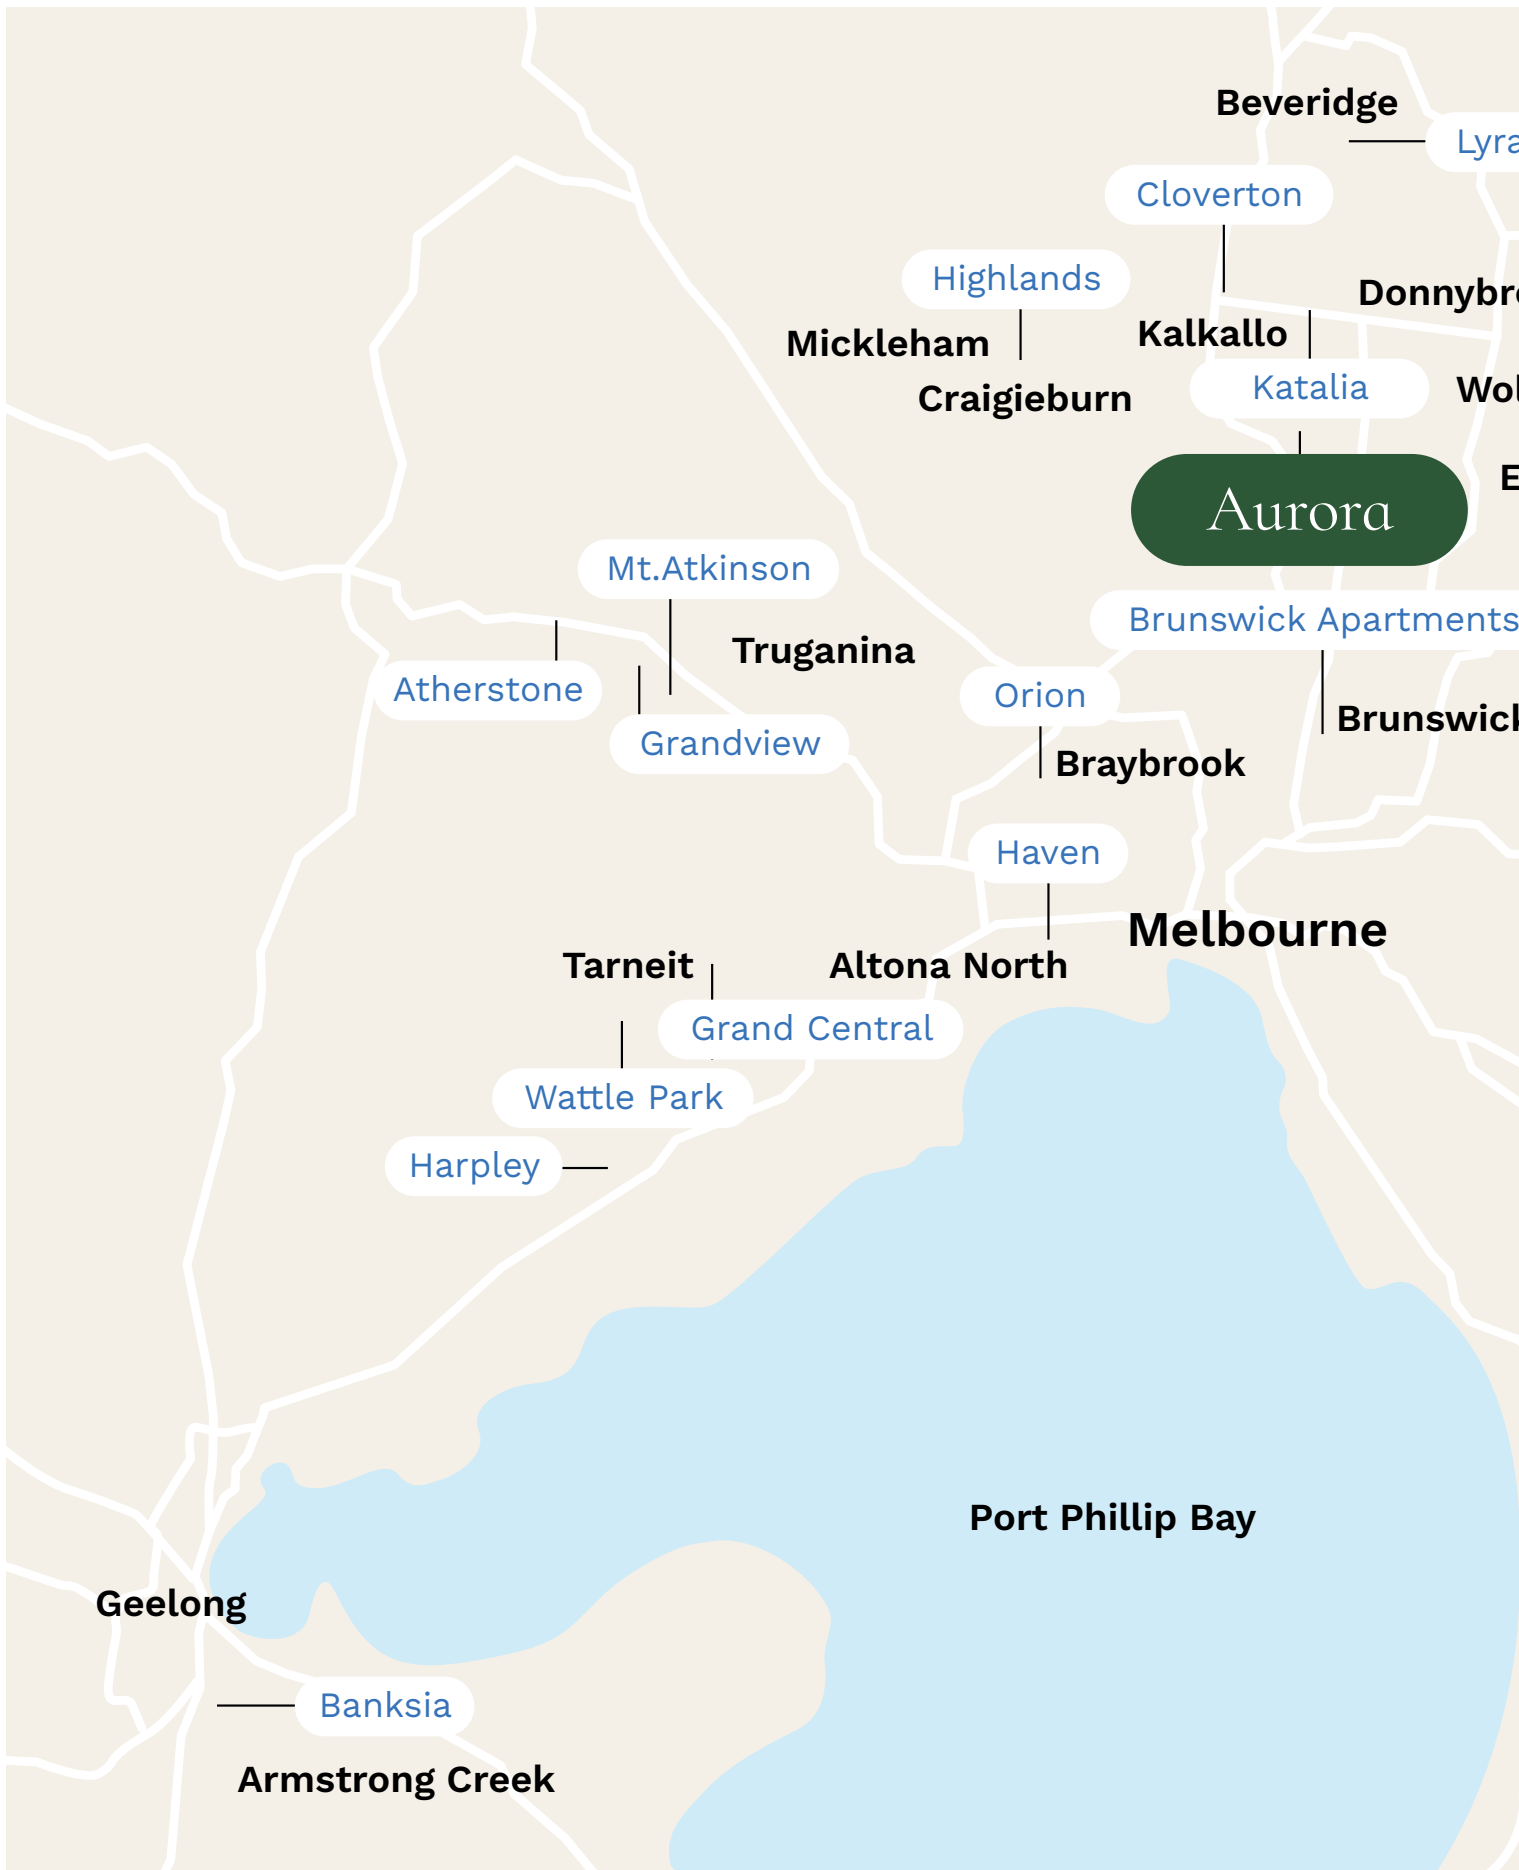 Beveridge
Lyra
Cloverton
Highlands
Donnybro
Kalkallo
Mickleham
Katalia
Wol
Craigieburn
E
Aurora
Mt.Atkinson
Brunswick Apartments
Truganina
Atherstone
Orion
Brunswick
Grandview
Braybrook
Haven
Melbourne
Tarneit
Altona North
Grand Central
Wattle Park
Harpley
Port Phillip Bay
Geelong
Banksia
Armstrong Creek